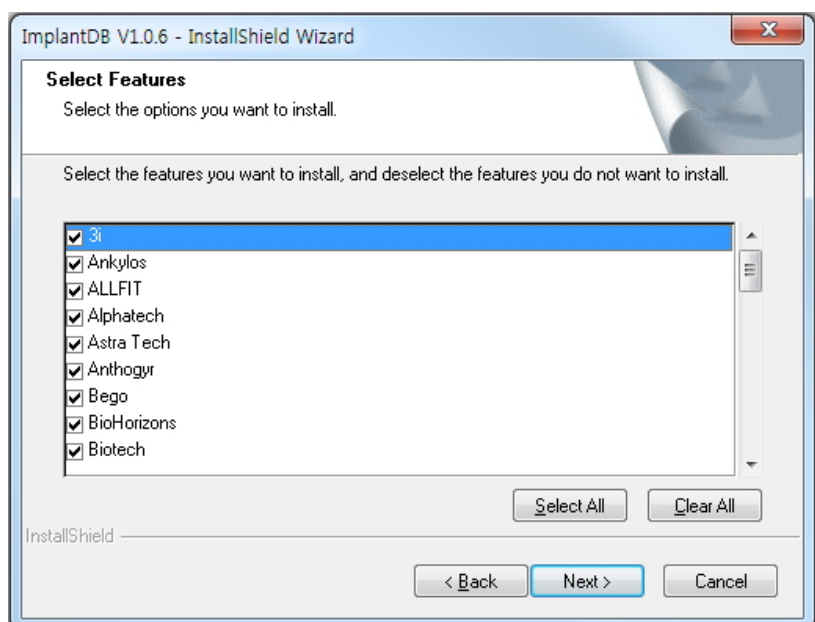 ImplantDB V1.0.6 - InstallShield Wizard
Select Features
Select the options you want to install.
Select the features you want to install, and deselect the features you do not want to install.
3i
Ankylos
ALLFIT
Alphatech
Astra Tech
Anthogyr
Bego
BioHorizons
Biotech
Select All
Clear All
InstallShield
< Back
Next >
Cancel